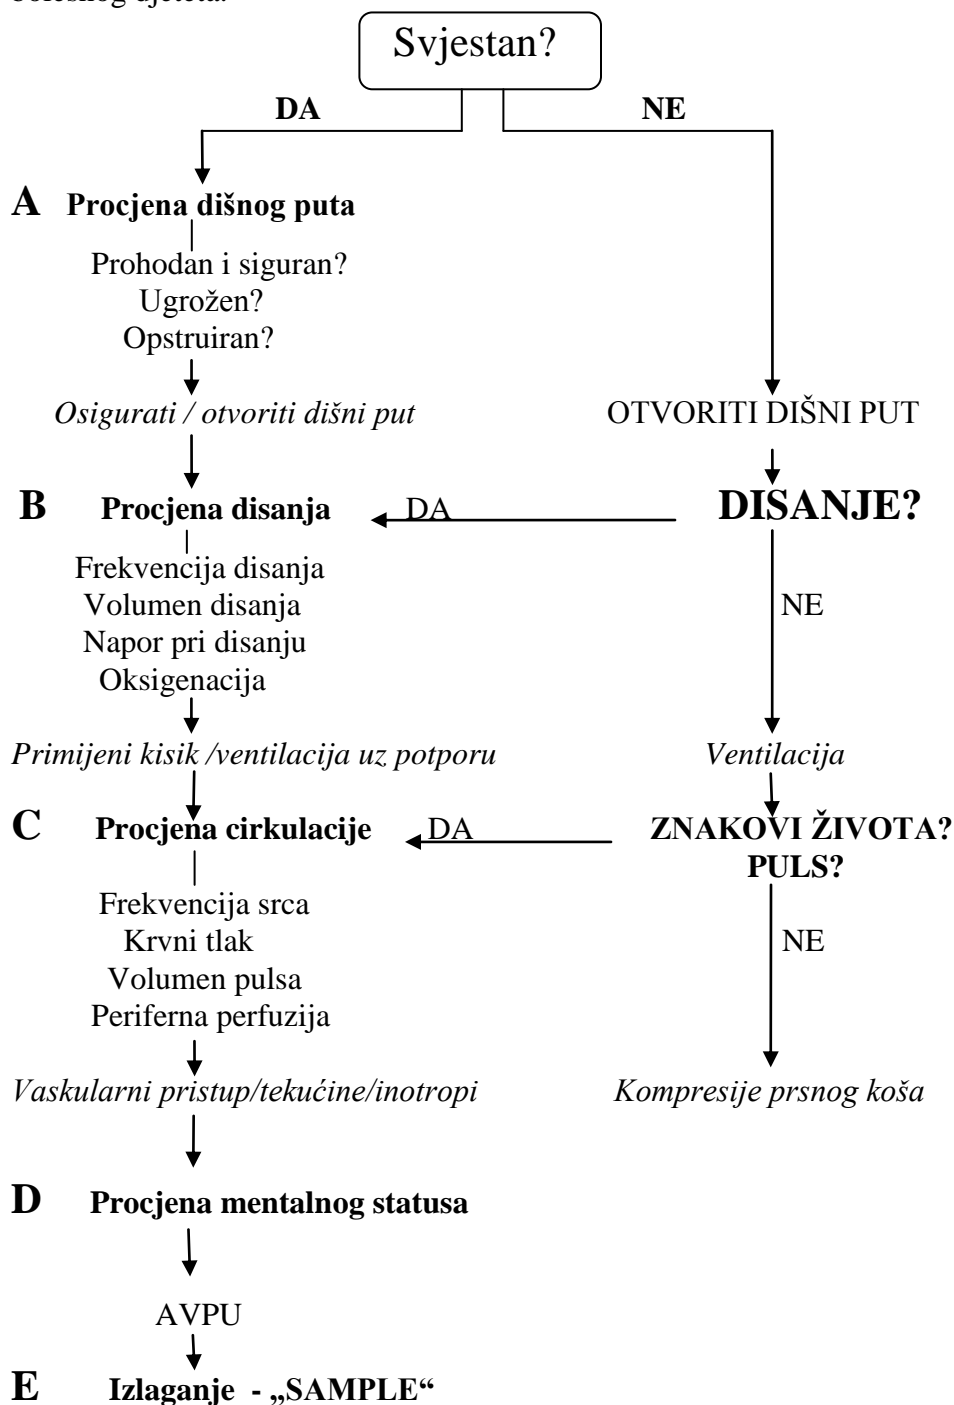 bolesnog djeteta.
Svjestan?
DA NE
A Procjena dišnog puta
Prohodan i siguran?
Ugrožen?
Opstruiran?
Osigurati / otvoriti dišni put OTVORITI DIŠNI PUT
B Procjena disanja DA DISANJE?
Frekvencija disanja
Volumen disanja NE
Napor pri disanju
Oksigenacija
Primijeni kisik /ventilacija uz potporu Ventilacija
C Procjena cirkulacije DA ZNAKOVI ŽIVOTA?
PULS?
Frekvencija srca
Krvni tlak NE
Volumen pulsa
Periferna perfuzija
Vaskularni pristup/tekućine/inotropi Kompresije prsnog koša
D Procjena mentalnog statusa
AVPU
E Izlaganje - „SAMPLE“